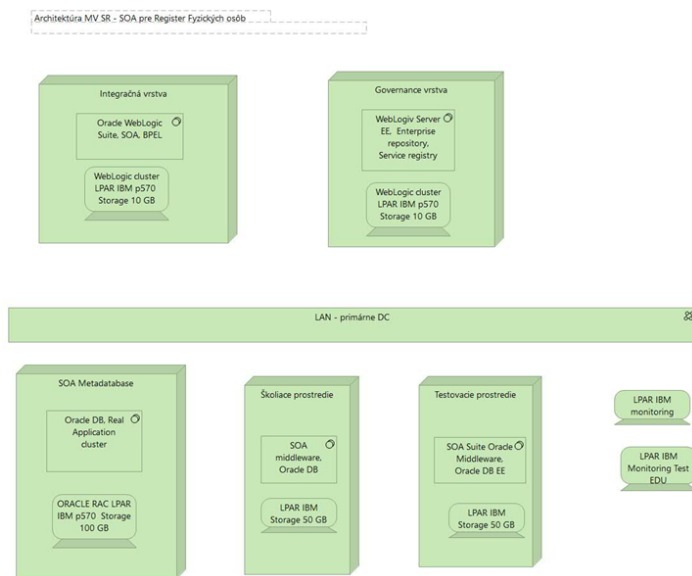 Architektúra MV SR - SOA pre Register Fyzických osôb
Integračná vrstva
Oracle WebLogic
Suite, SOA, BPEL
WebLogic cluster
LPAR IBM p570
Storage 10 GB
Governance vrstva
WebLogiv Server
EE, Enterprise
repository,
Service registry
WebLogic cluster
LPAR IBM p570
Storage 10 GB
LAN - primárne DC
SOA Metadatabase
Oracle DB, Real
Application
cluster
ORACLE RAC LPAR
IBM p570 Storage
100 GB
Školiace prostredie
SOA
middleware,
Oracle DB
LPAR IBM
Storage 50 GB
Testovacie prostredie
SOA Suite Oracle
Middleware,
Oracle DB EE
LPAR IBM
Storage 50 GB
LPAR IBM
monitoring
LPAR IBM
Monitoring Test
EDU